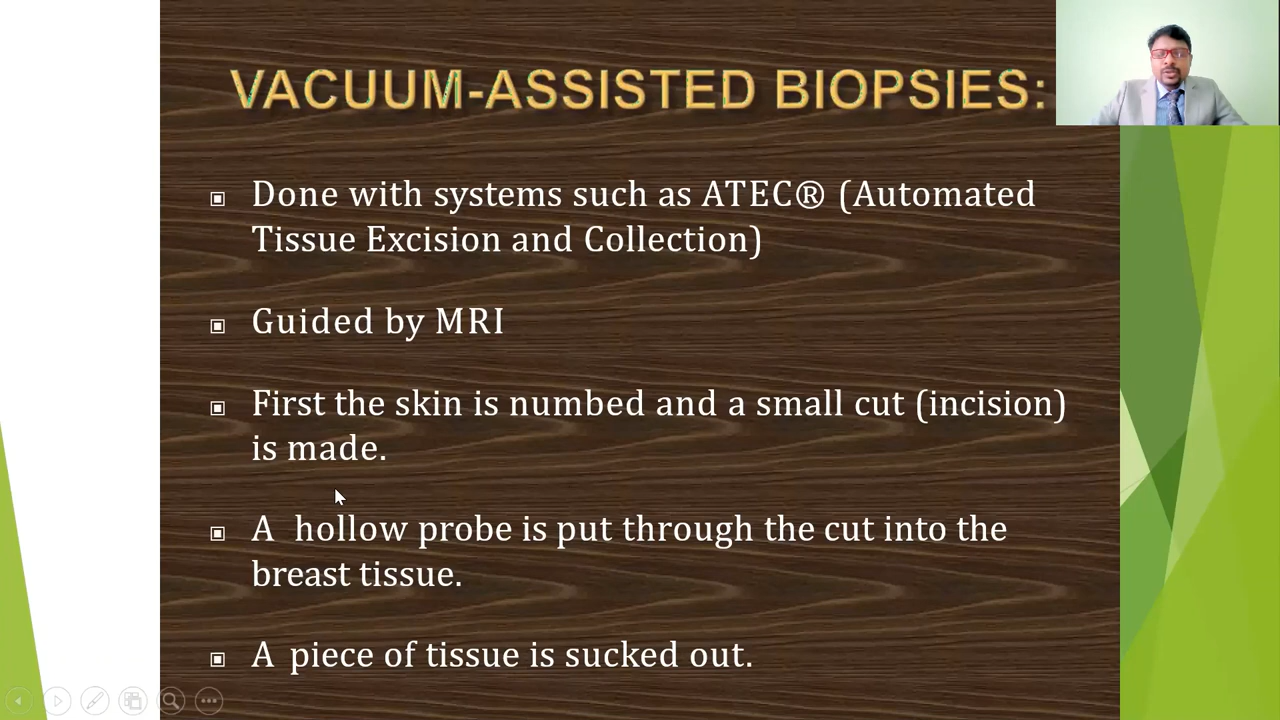 VACUUM-ASSISTED BIOPSIES:
Done with systems such as ATEC® (Automated
Tissue Excision and Collection)
Guided by MRI
First the skin is numbed and a small cut (incision)
is made.
A hollow probe is put through the cut into the
breast tissue.
A piece of tissue is sucked out.